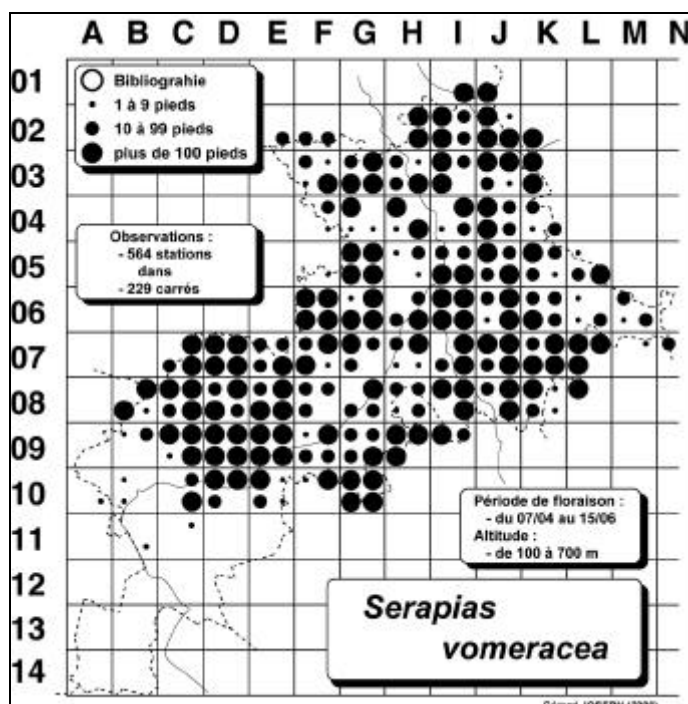 A B C D E F G H I J K L M N
01
Bibliograhie
1 à 9 pieds
02
10 à 99 pieds
plus de 100 pieds
03
04
Observations :
- 564 stations
dans
- 229 carrés
05
06
07
08
09
10
Période de floraison :
- du 07/04 au 15/06
Altitude :
- de 100 à 700 m
11
12
Serapias
vomeracea
13
14